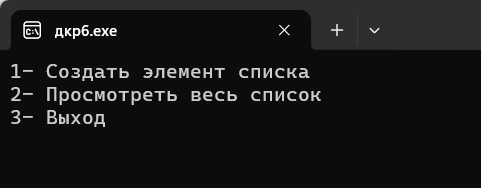 дкр6.exe
1- Создать элемент списка
2- Просмотреть весь список
3- Выход